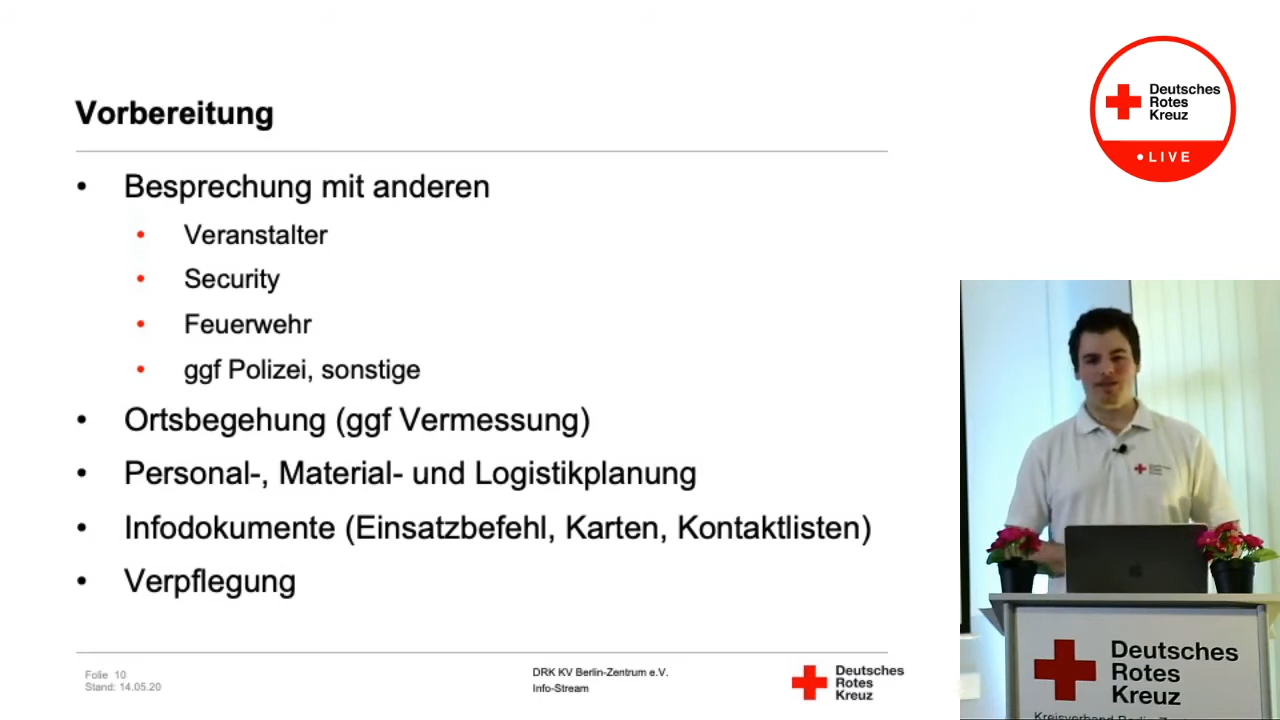 Vorbereitung
• Besprechung mit anderen
• Veranstalter
• Security
• Feuerwehr
• ggf Polizei, sonstige
• Ortsbegehung (ggf Vermessung)
• Personal-, Material- und Logistikplanung
• Infodokumente (Einsatzbefehl, Karten, Kontaktlisten)
• Verpflegung
Folie 10
Stand: 14.05.20
DRK KV Berlin-Zentrum e.V.
Info-Stream
Deutsches
Rotes
Kreuz
Deutsches
Rotes
Kreuz
• LIVE
Deutsches
Rotes
Kreuz
Kreisverband